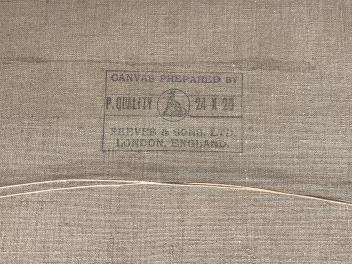 CANVAS PREPARED BY
P. QUALITY 24 X 20
REEVES & SONS, LTD.
LONDON, ENGLAND.